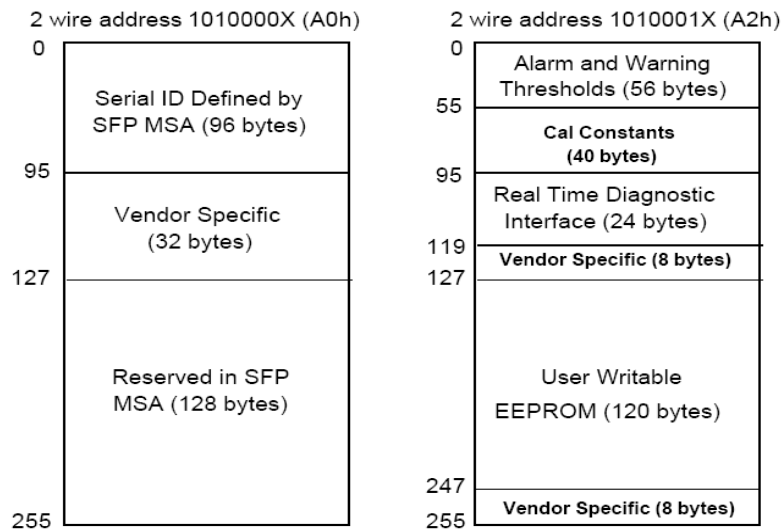 2 wire address 1010000X (A0h)
0
Serial ID Defined by
SFP MSA (96 bytes)
95
Vendor Specific
(32 bytes)
127
Reserved in SFP
MSA (128 bytes)
255
2 wire address 1010001X (A2h)
0
Alarm and Warning
Thresholds (56 bytes)
55
Cal Constants
(40 bytes)
95
Real Time Diagnostic
Interface (24 bytes)
119
Vendor Specific (8 bytes)
127
User Writable
EEPROM (120 bytes)
247
Vendor Specific (8 bytes)
255